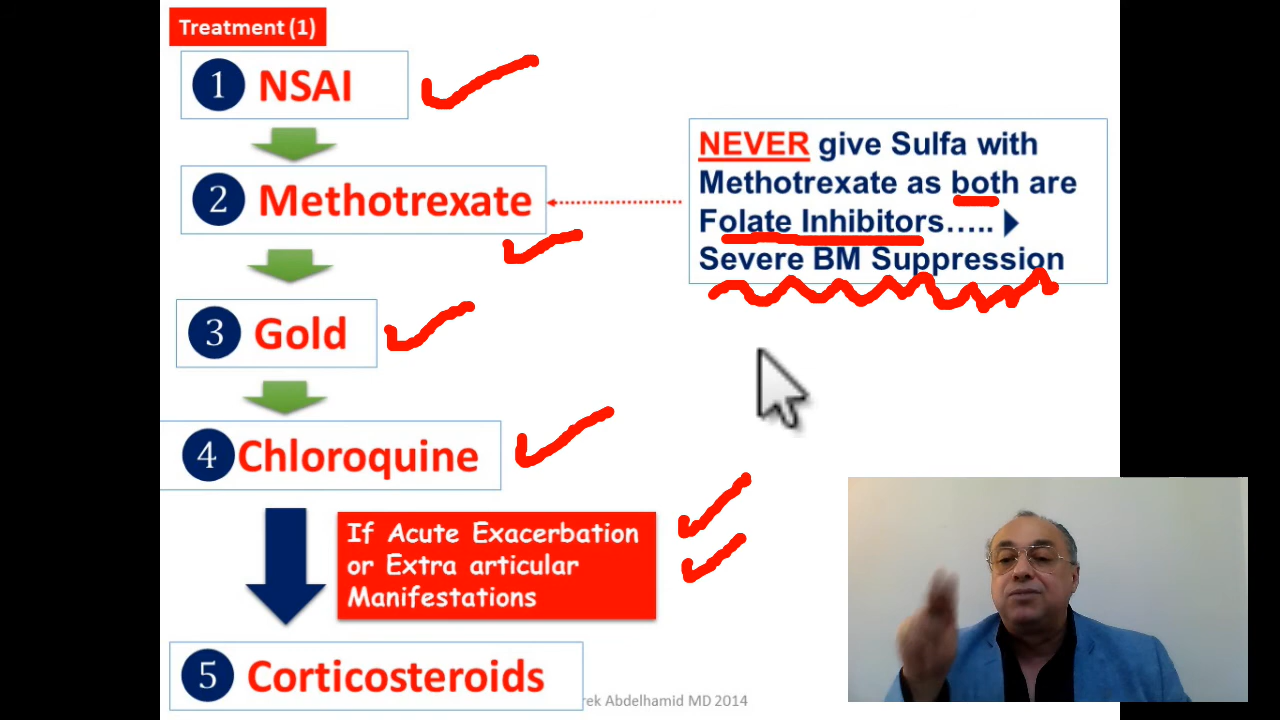 Treatment (1)
1 NSAI
2 Methotrexate
NEVER give Sulfa with
Methotrexate as both are
Folate Inhibitors…..
Severe BM Suppression
3 Gold
4 Chloroquine
If Acute Exacerbation
or Extra articular
Manifestations
5 Corticosteroids
Abdelhamid MD 2014